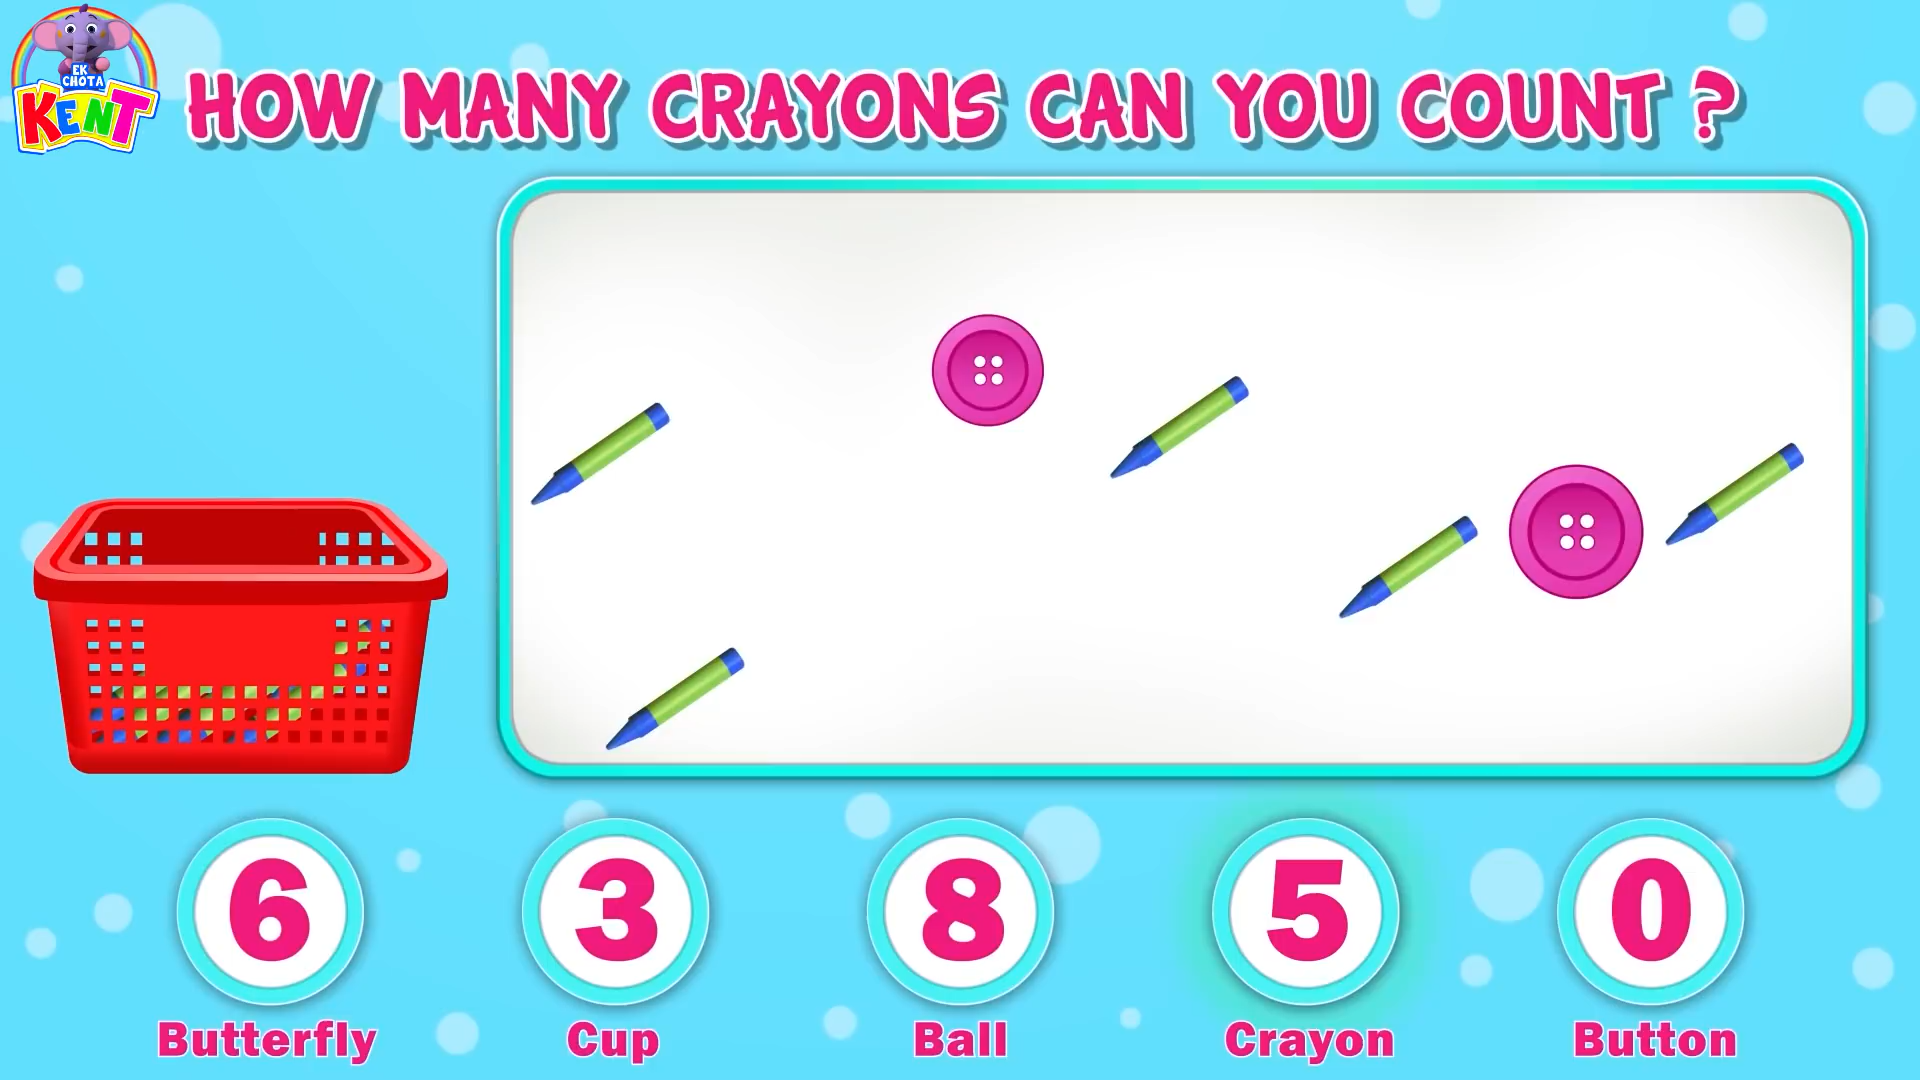 EK
CHOTA
KENT
HOW MANY CRAYONS CAN YOU COUNT ?
6 3 8 5 0
Butterfly Cup Ball Crayon Button